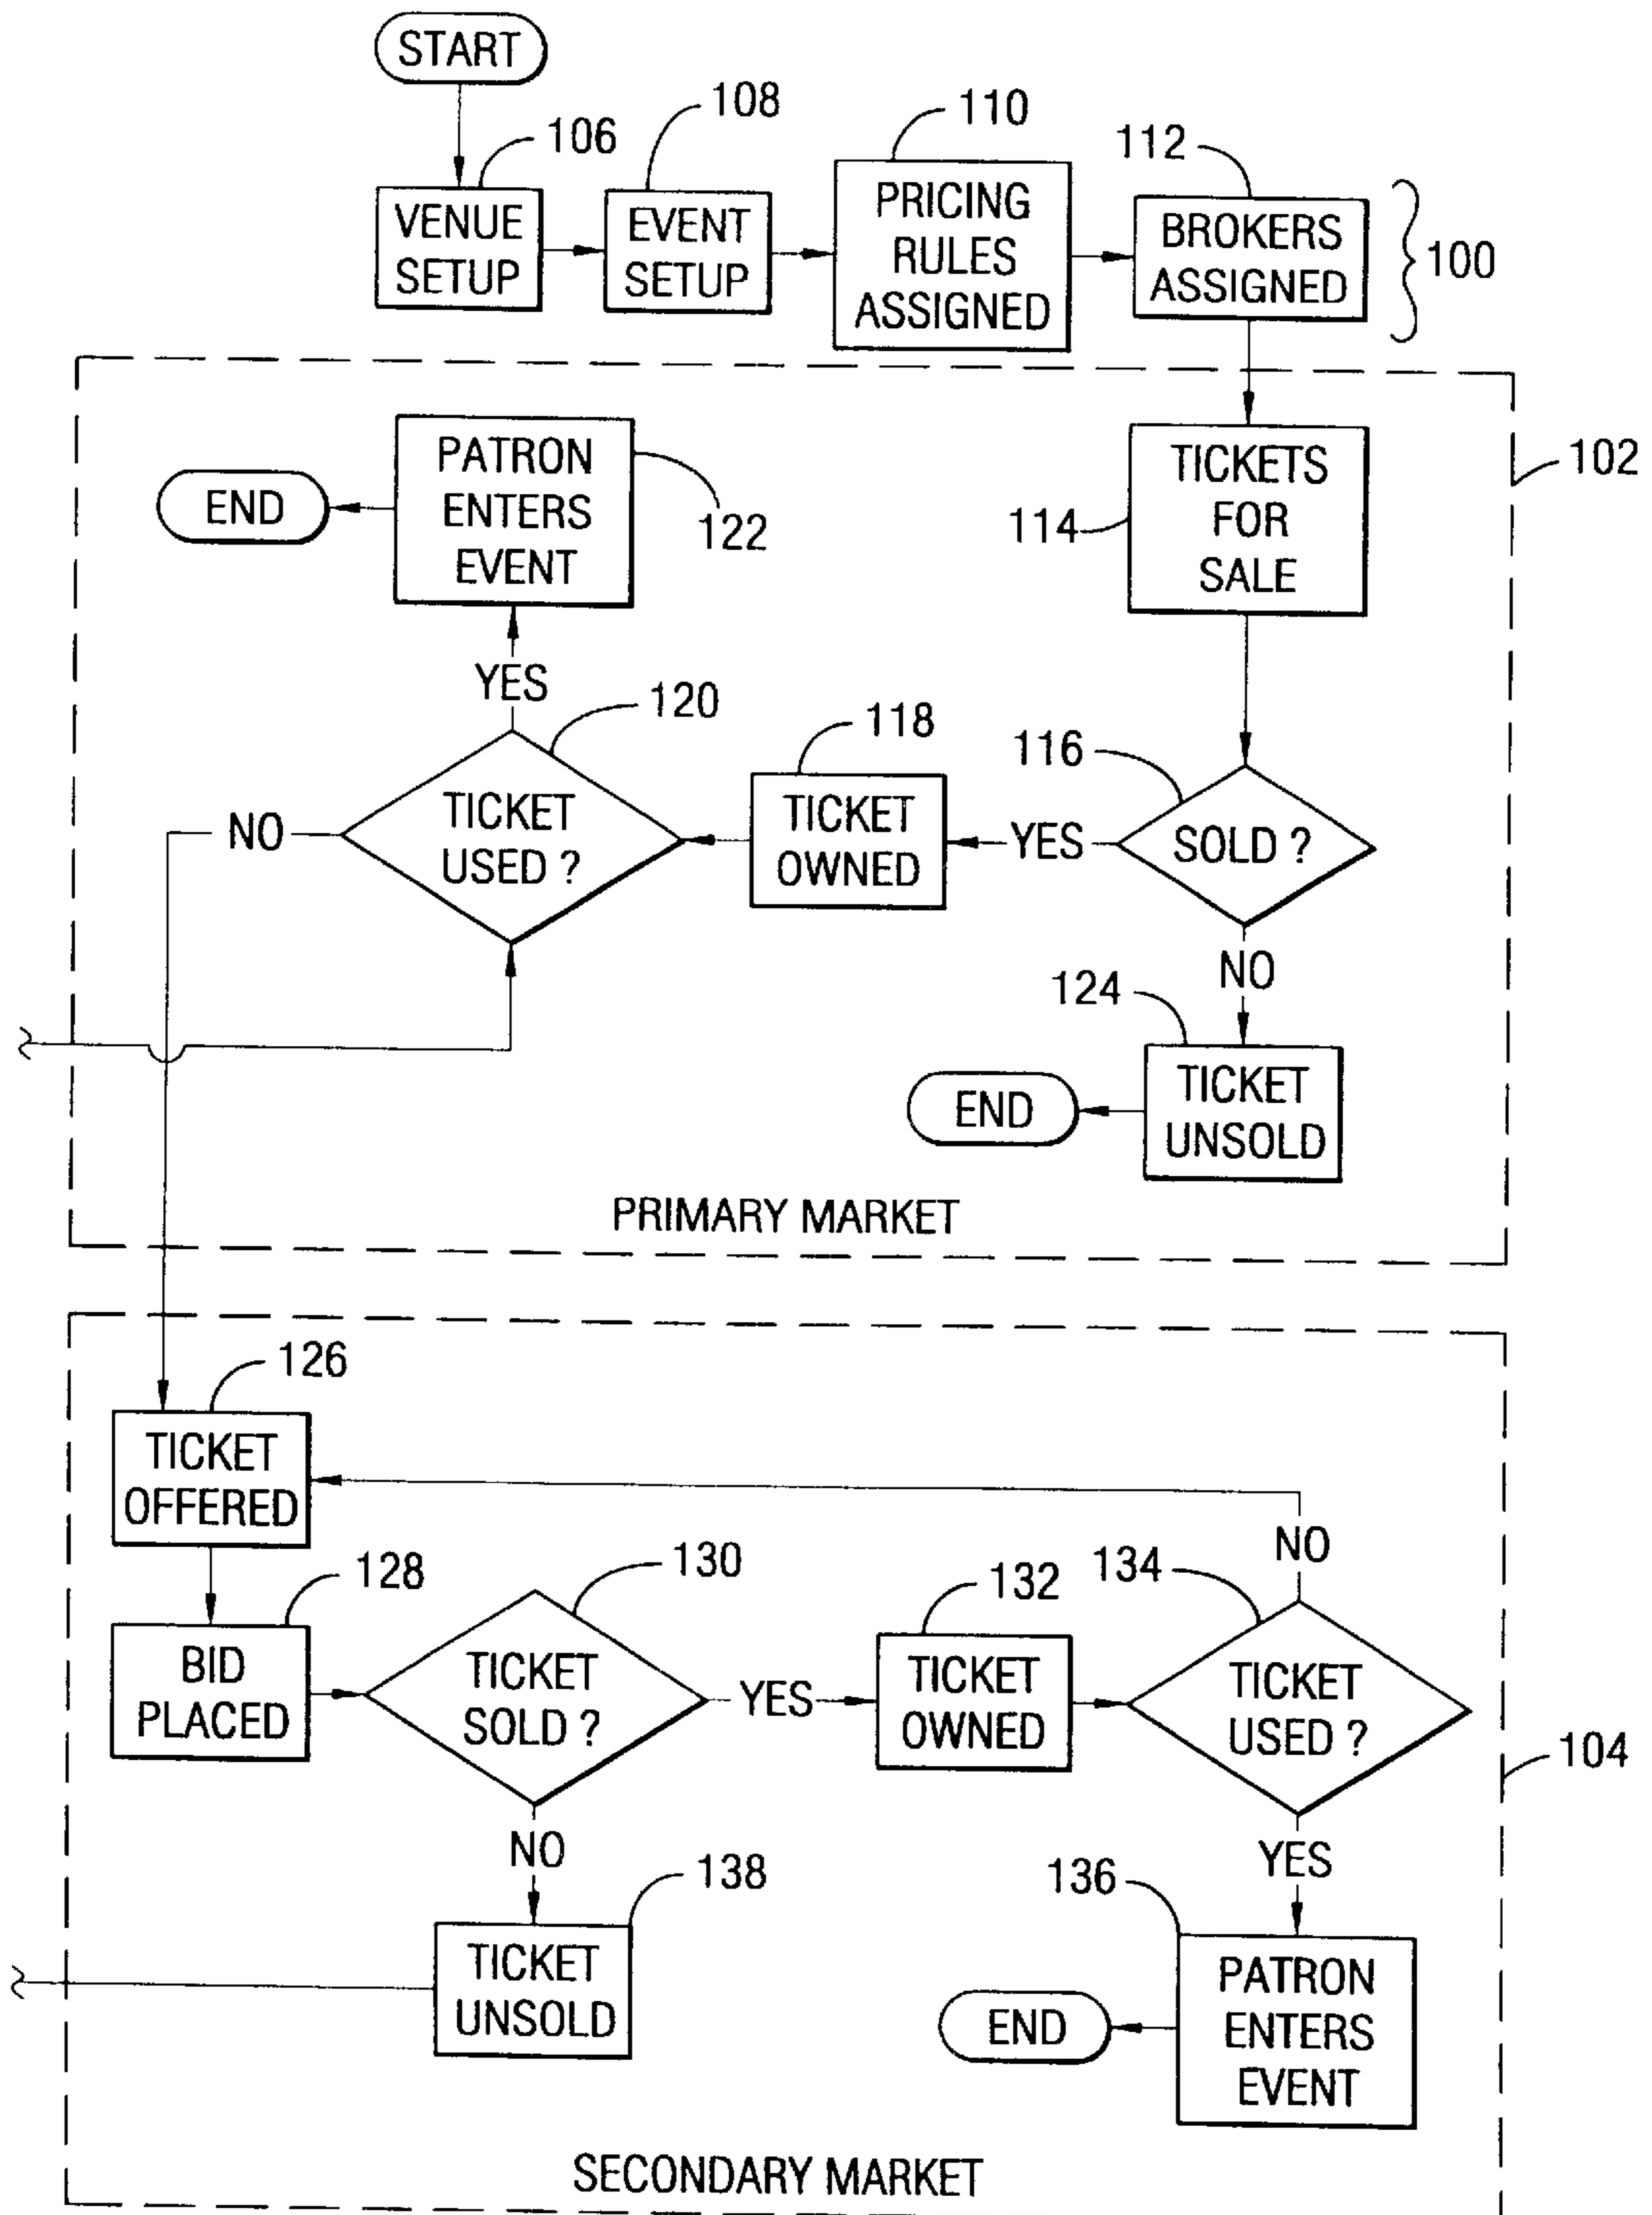 START
106
108
110
112
VENUE
SETUP
EVENT
SETUP
PRICING
RULES
ASSIGNED
BROKERS
ASSIGNED
100
102
PATRON
ENTERS
EVENT
END
122
TICKETS
FOR
SALE
114
YES
120
118
116
NO
TICKET
USED ?
TICKET
OWNED
YES
SOLD ?
NO
124
TICKET
UNSOLD
END
PRIMARY MARKET
126
TICKET
OFFERED
NO
128
130
132
134
BID
PLACED
TICKET
SOLD ?
YES
TICKET
OWNED
TICKET
USED ?
104
NO
138
YES
136
TICKET
UNSOLD
END
PATRON
ENTERS
EVENT
SECONDARY MARKET